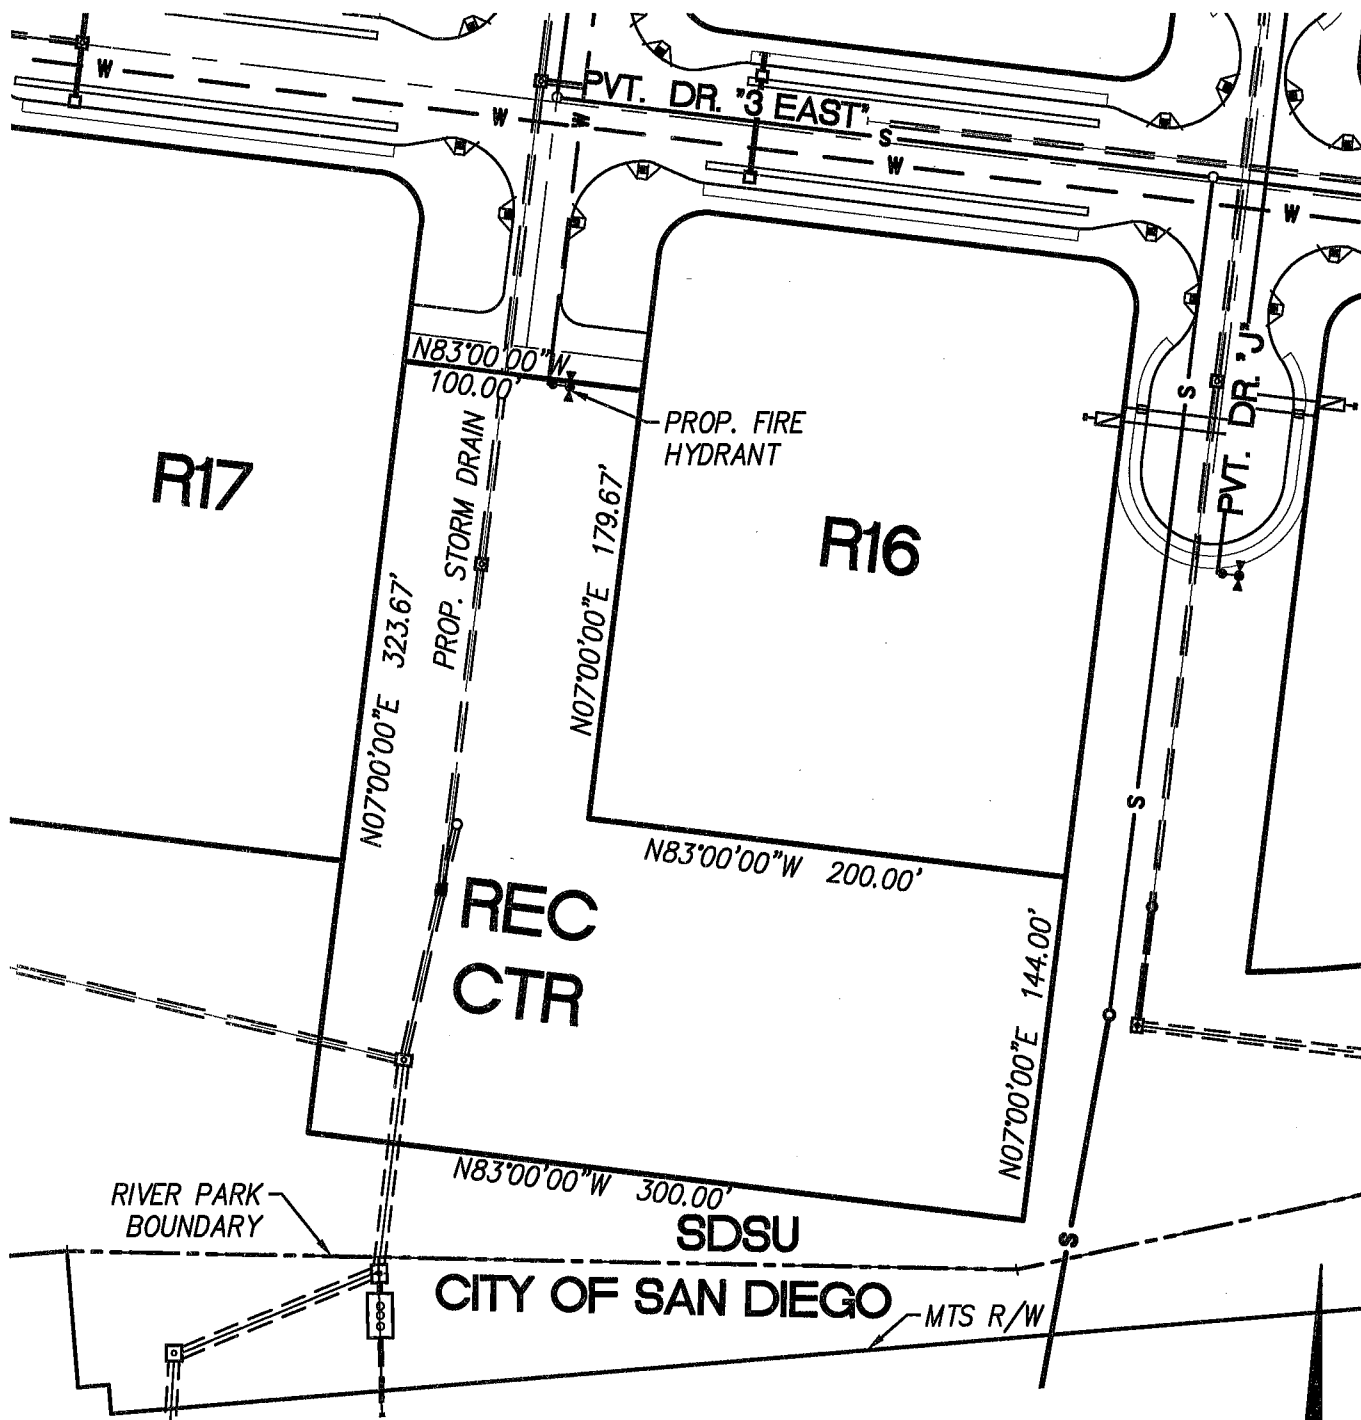 W
PVT. DR. "3 EAST"
W
W
S
W
W
N83°00'00"W
100.00'
PROP. FIRE
HYDRANT
PVT. DR. "J"
S
R17
PROP. STORM DRAIN
N07°00'00"E 323.67'
N07°00'00"E 179.67'
R16
S
N83°00'00"W 200.00'
REC
CTR
N07°00'00"E 144.00'
N83°00'00"W 300.00'
RIVER PARK
BOUNDARY
SDSU
S
CITY OF SAN DIEGO
MTS R/W